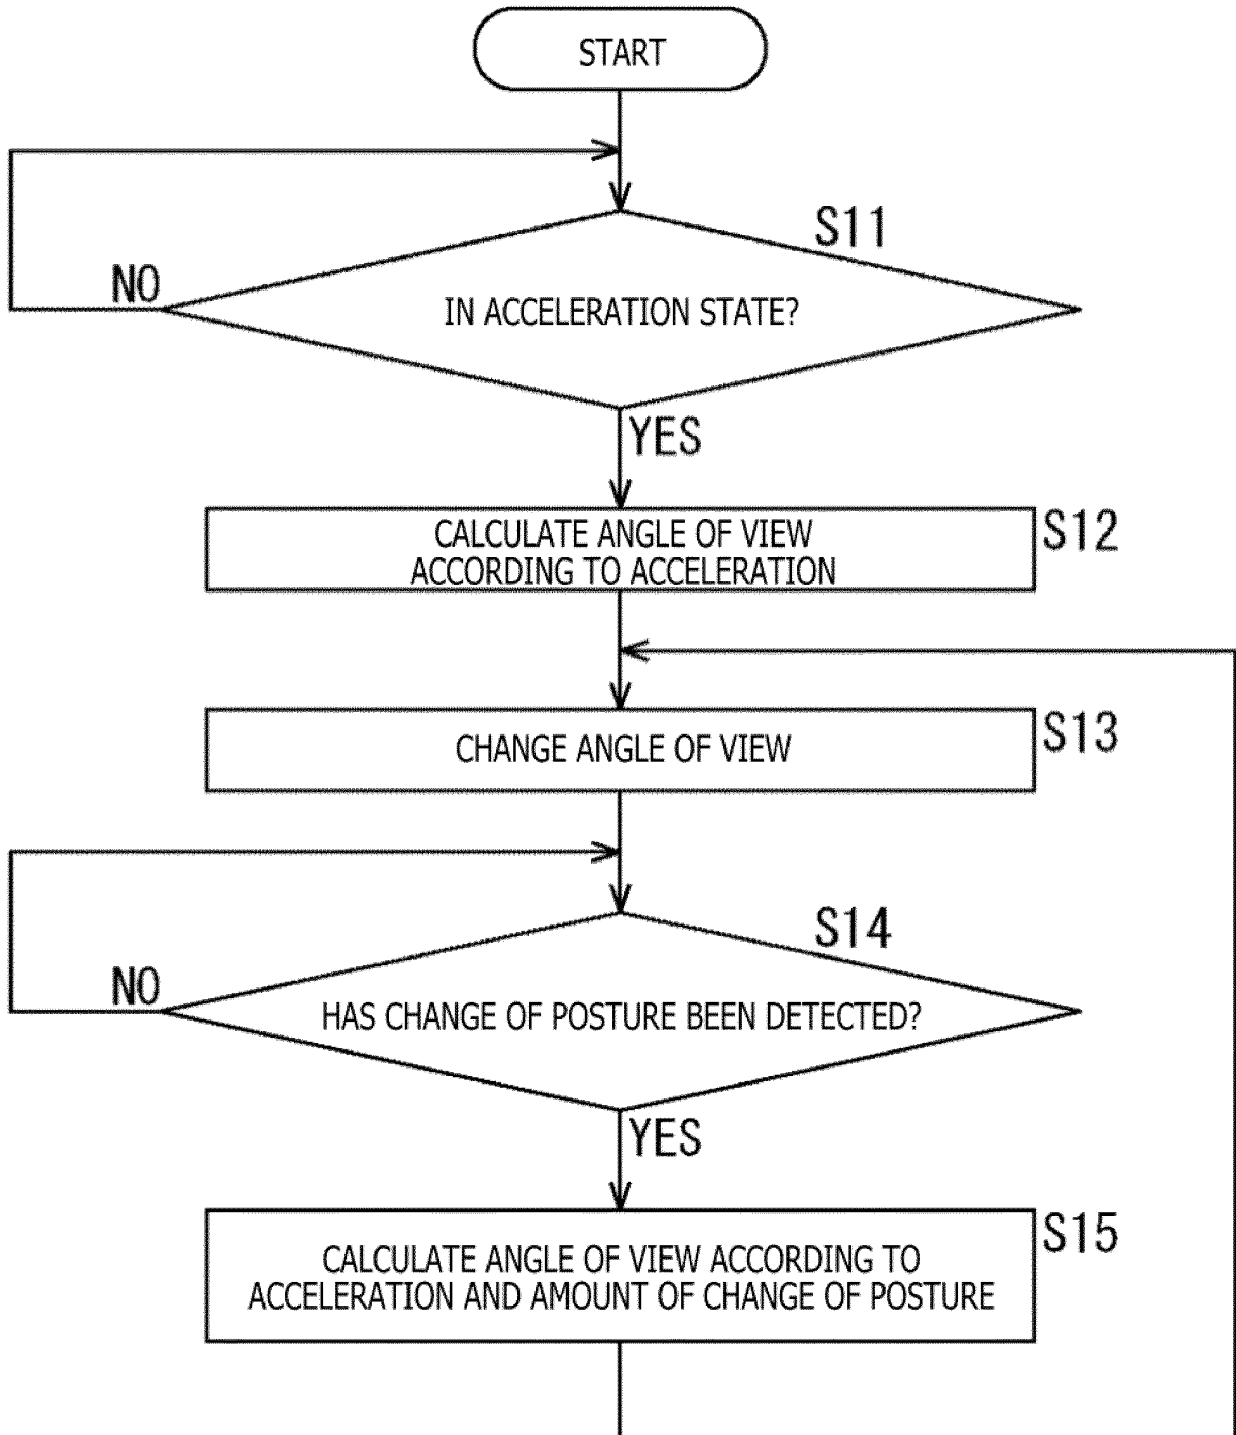 START
S11
NO
IN ACCELERATION STATE?
YES
CALCULATE ANGLE OF VIEW
ACCORDING TO ACCELERATION
S12
CHANGE ANGLE OF VIEW
S13
S14
NO
HAS CHANGE OF POSTURE BEEN DETECTED?
YES
S15
CALCULATE ANGLE OF VIEW ACCORDING TO
ACCELERATION AND AMOUNT OF CHANGE OF POSTURE